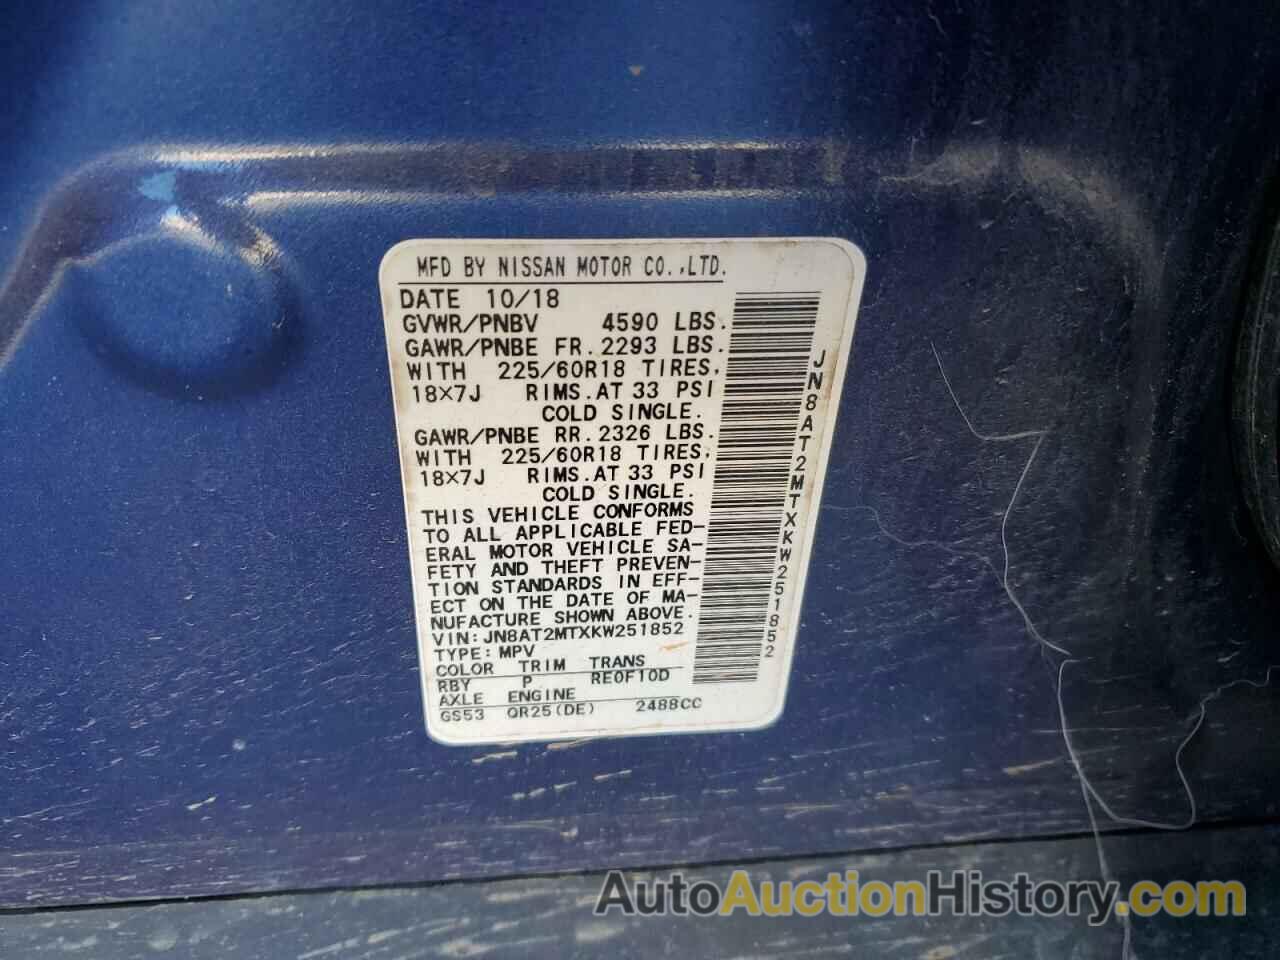 MFD BY NISSAN MOTOR CO.,LTD.
DATE 10/18
GVWR/PNBV 4590 LBS.
GAWR/PNBE FR.2293 LBS.
WITH 225/60R18 TIRES,
18×7J RIMS.AT 33 PSI
COLD SINGLE.
GAWR/PNBE RR.2326 LBS.
WITH 225/60R18 TIRES,
18×7J RIMS.AT 33 PSI
COLD SINGLE.
THIS VEHICLE CONFORMS
TO ALL APPLICABLE FED-
ERAL MOTOR VEHICLE SA-
FETY AND THEFT PREVEN-
TION STANDARDS IN EFF-
ECT ON THE DATE OF MA-
NUFACTURE SHOWN ABOVE.
VIN:JN8AT2MTXKW251852
TYPE:MPV
COLOR TRIM TRANS
RBY P RE0F10D
AXLE ENGINE
GS53 QR25(DE) 2488CC
JN8AT2MTXKW251852
AutoAuctionHistory.com